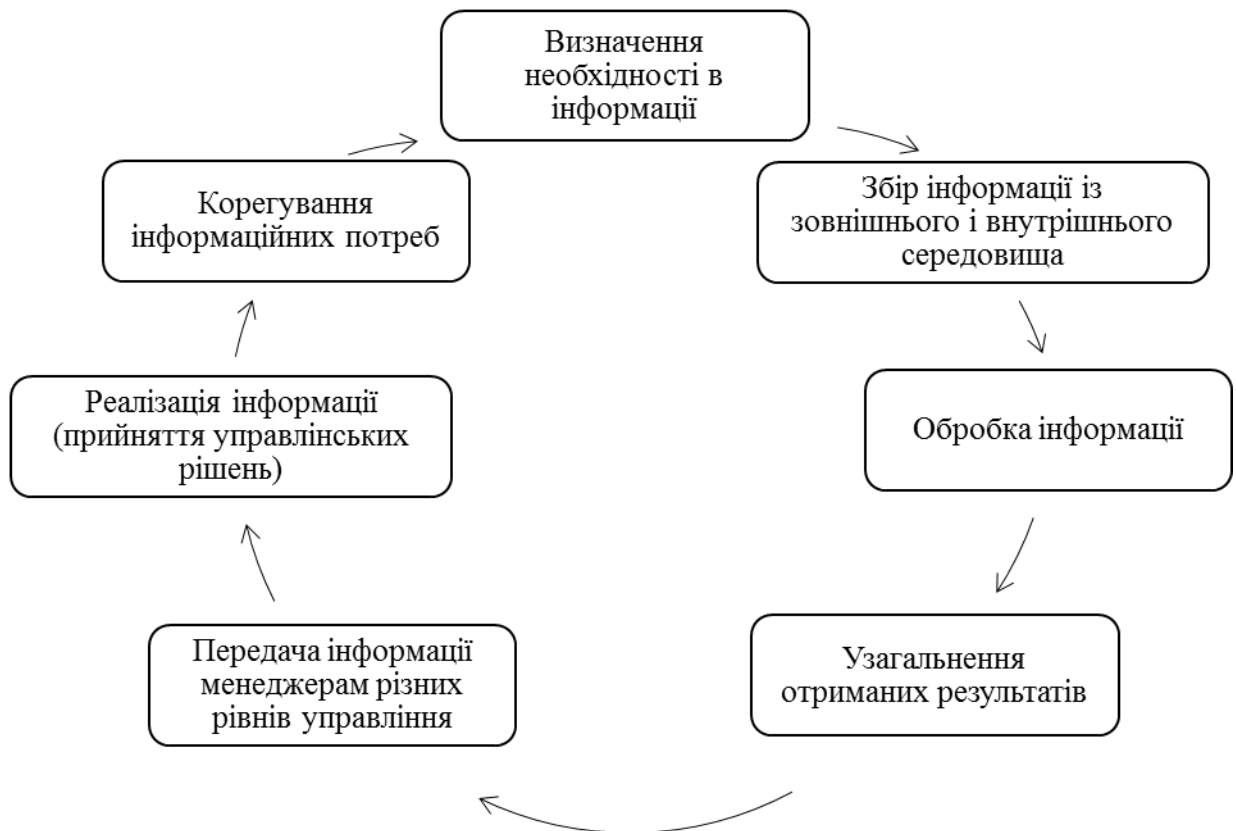 Визначення
необхідності в
інформації
Збір інформації із
зовнішнього і внутрішнього
середовища
Обробка інформації
Узагальнення
отриманих результатів
Передача інформації
менеджерам різних
рівнів управління
Реалізація інформації
(прийняття управлінських
рішень)
Корегування
інформаційних потреб